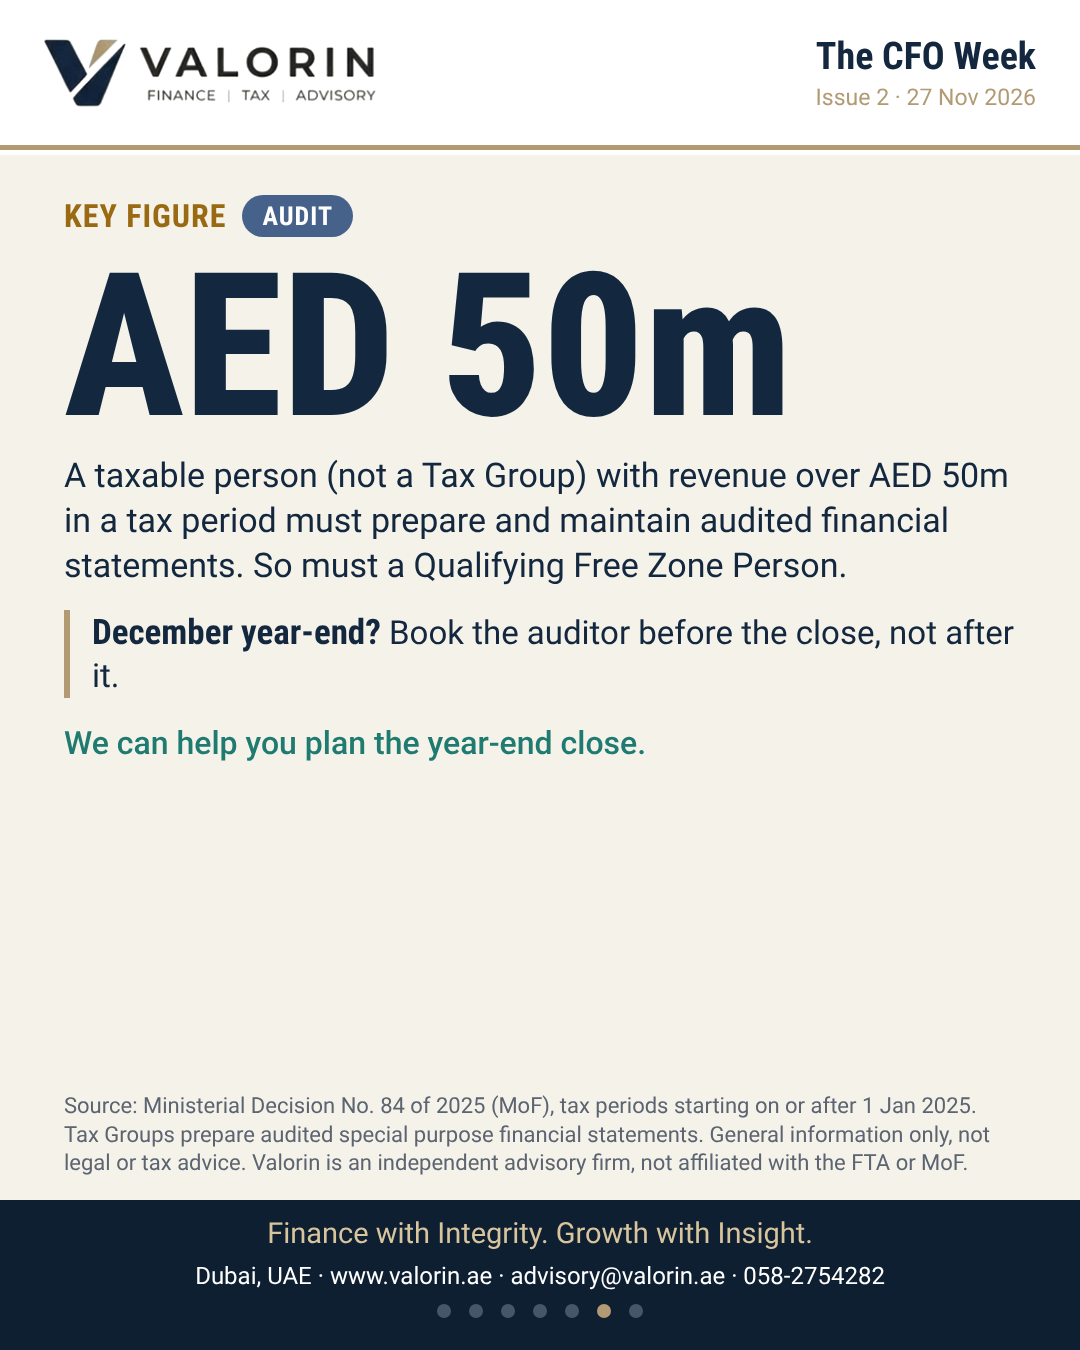 VALORIN
FINANCE | TAX | ADVISORY
The CFO Week
Issue 2 · 27 Nov 2026
KEY FIGURE AUDIT
AED 50m
A taxable person (not a Tax Group) with revenue over AED 50m
in a tax period must prepare and maintain audited financial
statements. So must a Qualifying Free Zone Person.
December year-end? Book the auditor before the close, not after
it.
We can help you plan the year-end close.
Source: Ministerial Decision No. 84 of 2025 (MoF), tax periods starting on or after 1 Jan 2025.
Tax Groups prepare audited special purpose financial statements. General information only, not
legal or tax advice. Valorin is an independent advisory firm, not affiliated with the FTA or MoF.
Finance with Integrity. Growth with Insight.
Dubai, UAE · www.valorin.ae · advisory@valorin.ae · 058-2754282